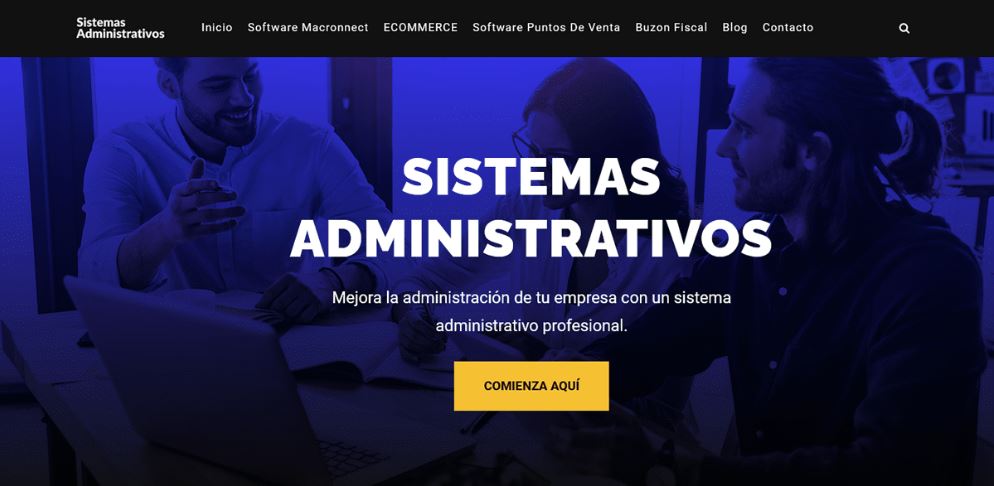 Sistemas
Administrativos
Inicio Software Macronnect ECOMMERCE Software Puntos De Venta Buzon Fiscal Blog Contacto
SISTEMAS
ADMINISTRATIVOS
Mejora la administración de tu empresa con un sistema
administrativo profesional.
COMIENZA AQUÍ